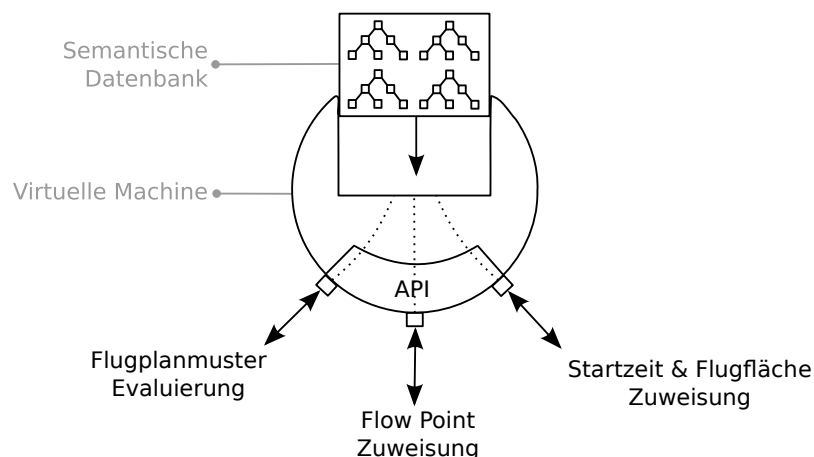 Semantische
Datenbank
Virtuelle Machine
API
Flugplanmuster
Evaluierung
Flow Point
Zuweisung
Startzeit & Flugfläche
Zuweisung